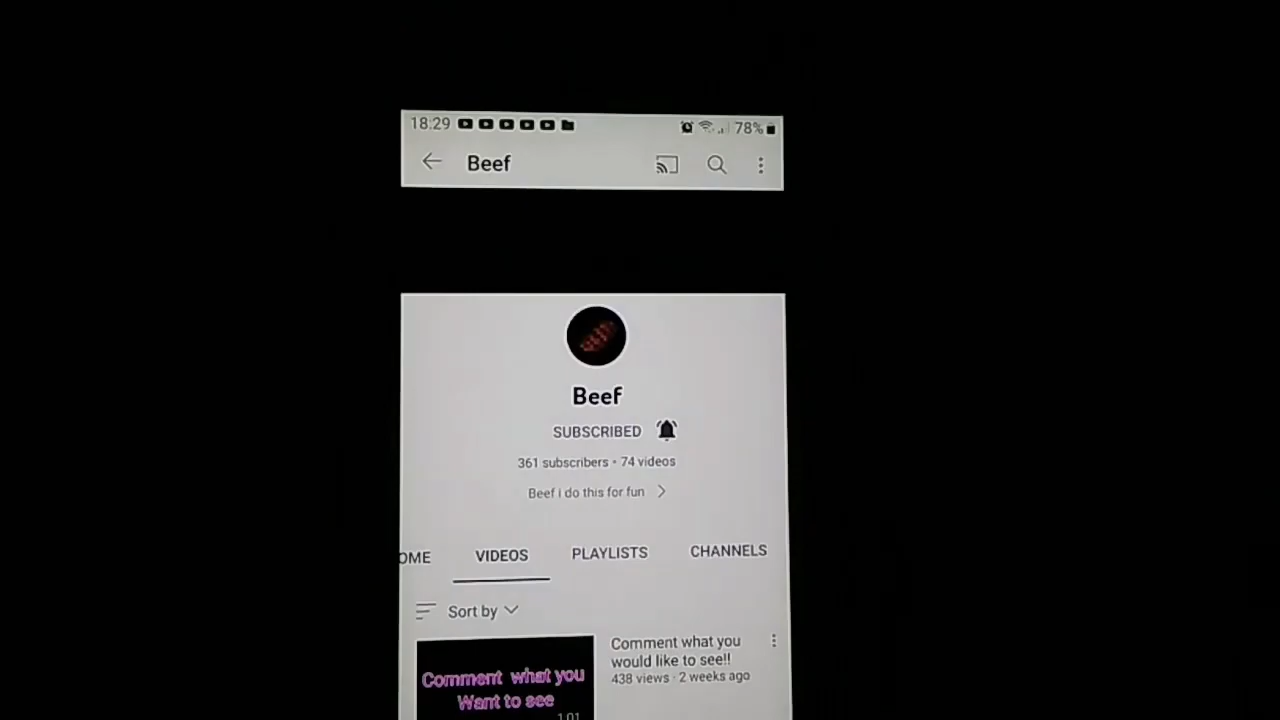 18:29 78%
Beef
Beef
SUBSCRIBED
361 subscribers • 74 videos
Beef i do this for fun
OME VIDEOS PLAYLISTS CHANNELS
Sort by
Comment what you
would like to see!!
438 views · 2 weeks ago
Comment what you
Want to see
1:01